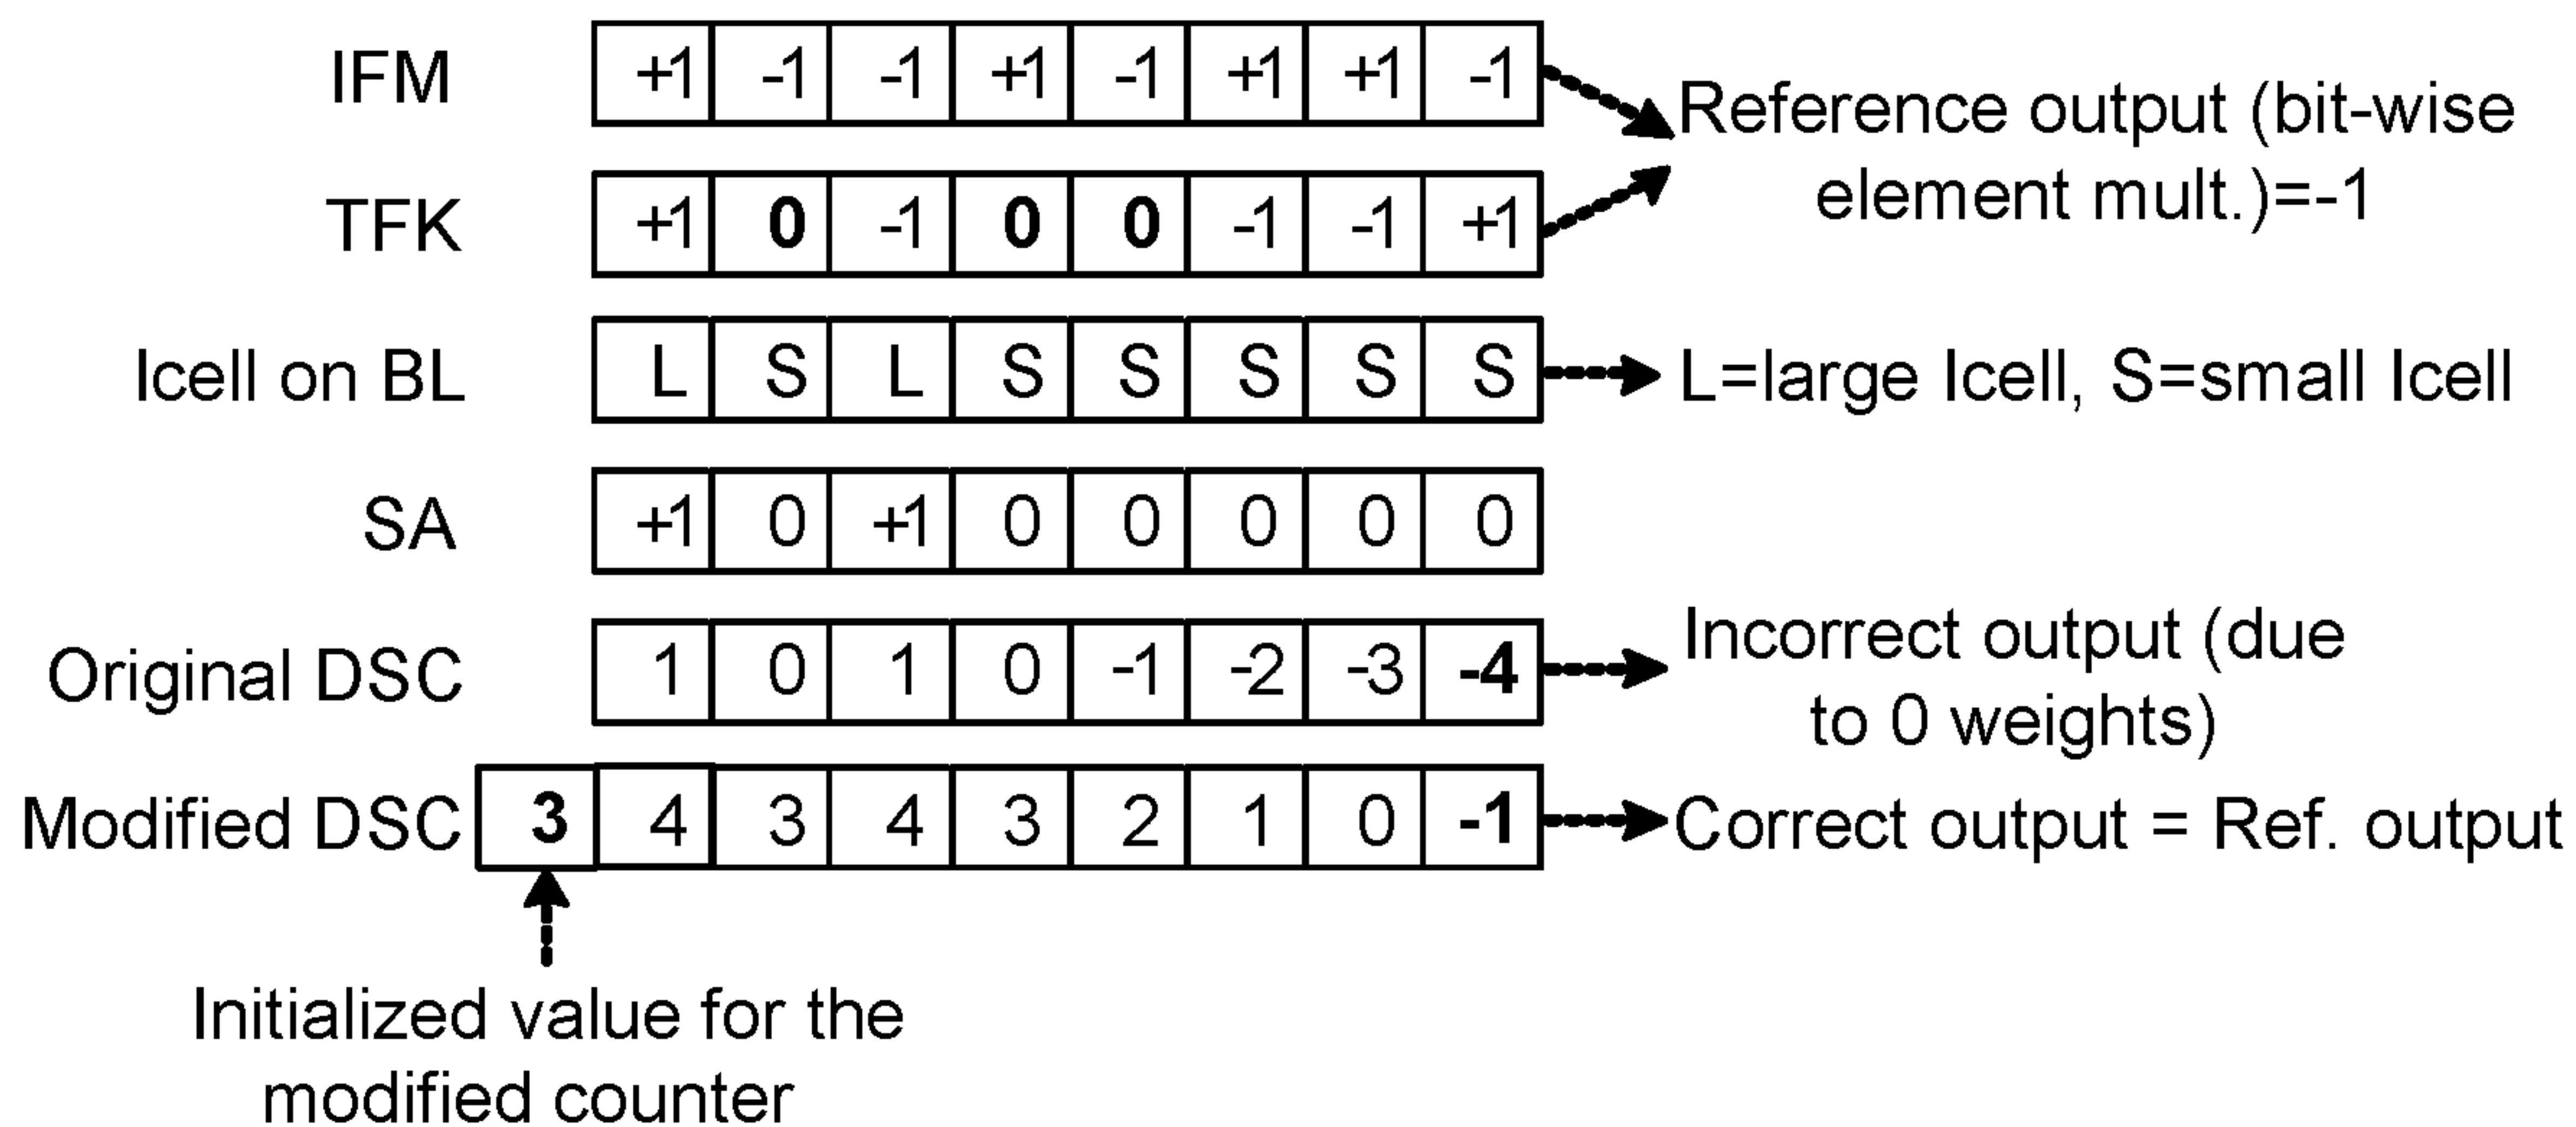 IFM +1 -1 -1 +1 -1 +1 +1 -1
Reference output (bit-wise
element mult.)=-1
TFK +1 0 -1 0 0 -1 -1 +1
Icell on BL L S L S S S S S
L=large Icell, S=small Icell
SA +1 0 +1 0 0 0 0 0
Original DSC 1 0 1 0 -1 -2 -3 -4
Incorrect output (due
to 0 weights)
Modified DSC 3 4 3 4 3 2 1 0 -1
Correct output = Ref. output
Initialized value for the
modified counter